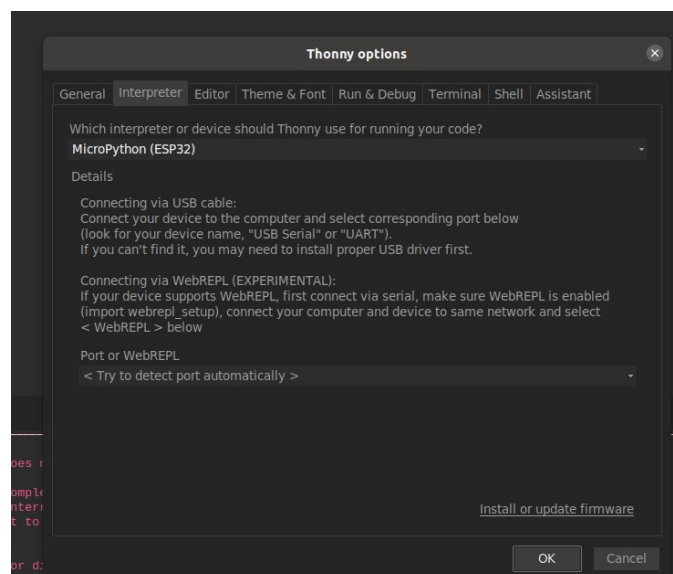 Thonny options
General Interpreter Editor Theme & Font Run & Debug Terminal Shell Assistant
Which interpreter or device should Thonny use for running your code?
MicroPython (ESP32)
Details
Connecting via USB cable:
Connect your device to the computer and select corresponding port below
(look for your device name, "USB Serial" or "UART").
If you can't find it, you may need to install proper USB driver first.
Connecting via WebREPL (EXPERIMENTAL):
If your device supports WebREPL, first connect via serial, make sure WebREPL is enabled
(import webrepl_setup), connect your computer and device to same network and select
< WebREPL > below
Port or WebREPL
< Try to detect port automatically >
t to
Install or update firmware
OK Cancel
or